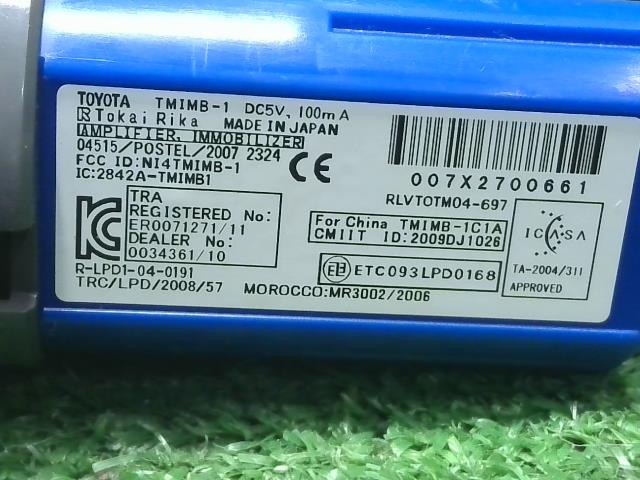 TOYOTA TMIMB-1 DC5V, 100mA
Tokai Rika MADE IN JAPAN
AMPLIFIER, IMMOBILIZER
04515/POSTEL/2007 2324
FCC ID:NI4TMIMB-1
IC:2842A-TMIMB1
CE
007X2700661
RLVTOTM04-697
TRA
REGISTERED No:
ER0071271/11
DEALER No:
0034361/10
R-LPD1-04-0191
TRC/LPD/2008/57
For China TMIMB-1C1A
CMIIT ID:2009DJ1026
ETC093LPD0168
MOROCCO:MR3002/2006
ICASA
TA-2004/311
APPROVED